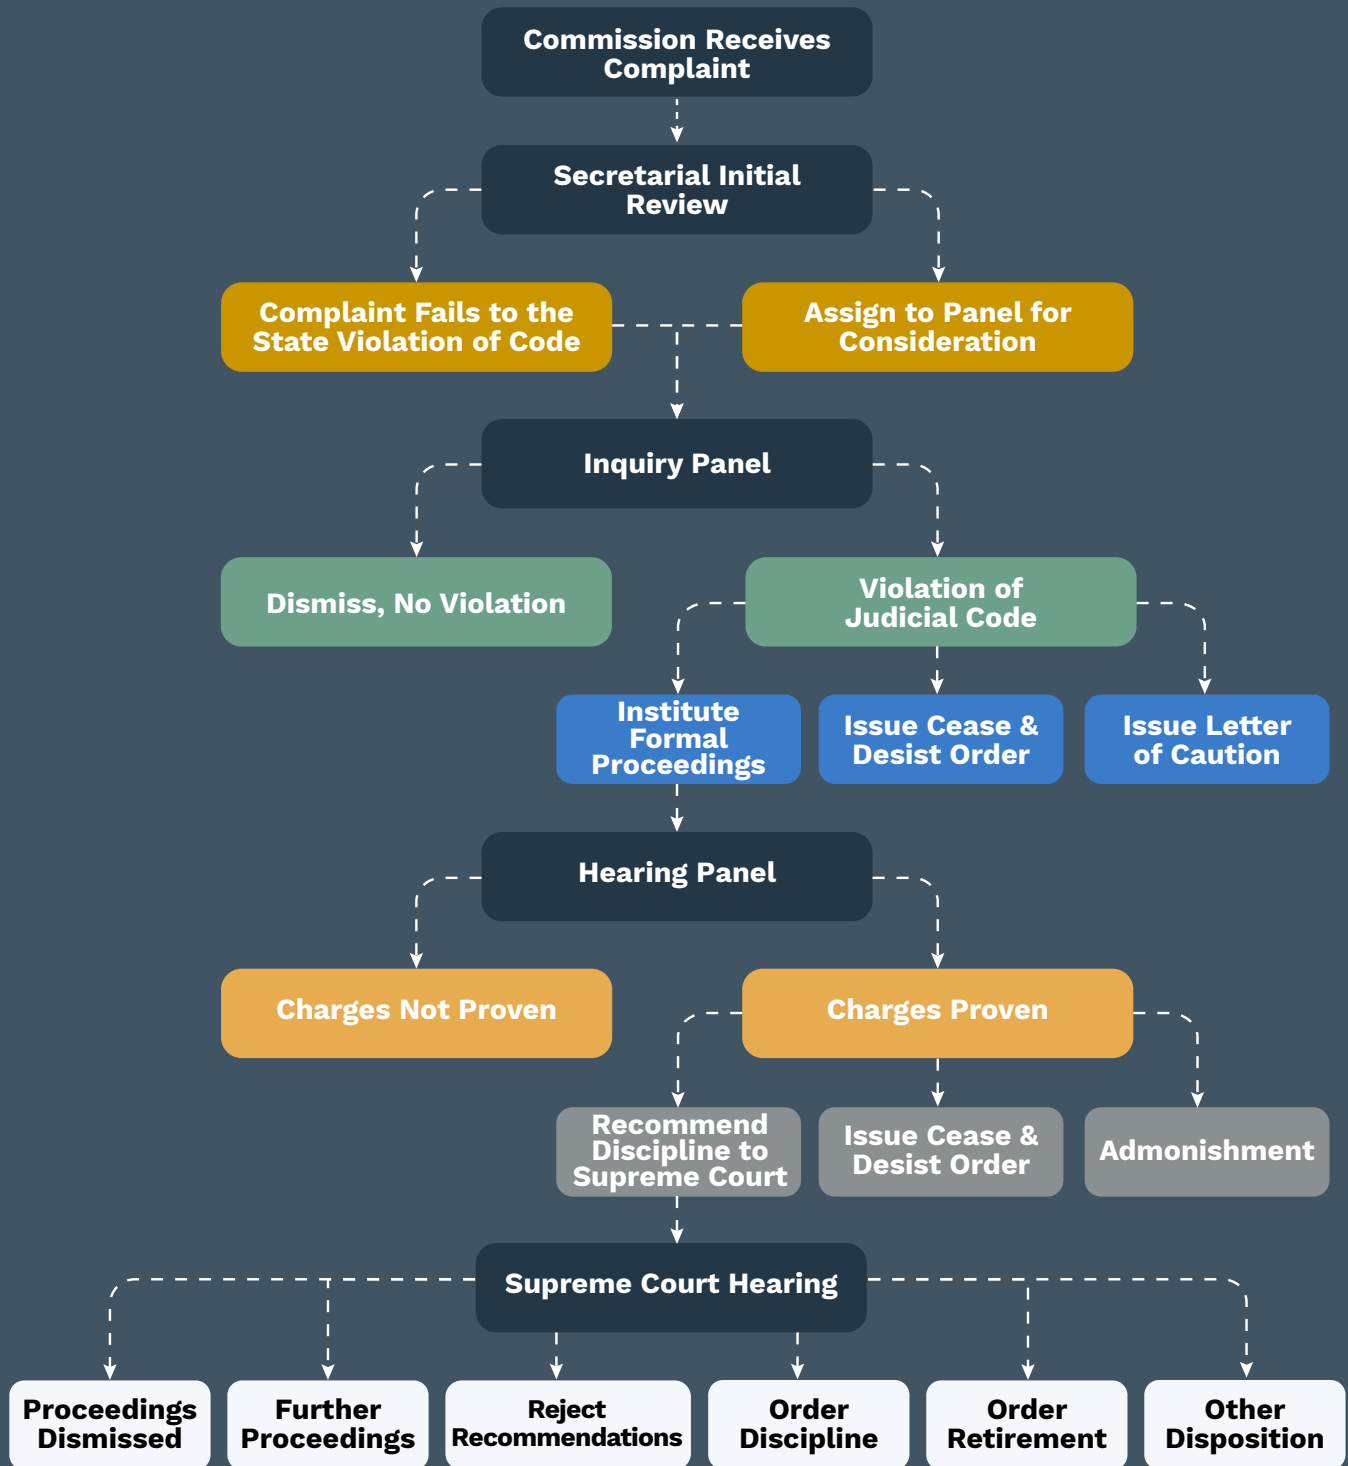 Commission Receives
Complaint
Secretarial Initial
Review
Complaint Fails to the
State Violation of Code
Assign to Panel for
Consideration
Inquiry Panel
Dismiss, No Violation
Violation of
Judicial Code
Institute
Formal
Proceedings
Issue Cease &
Desist Order
Issue Letter
of Caution
Hearing Panel
Charges Not Proven
Charges Proven
Recommend
Discipline to
Supreme Court
Issue Cease &
Desist Order
Admonishment
Supreme Court Hearing
Proceedings
Dismissed
Further
Proceedings
Reject
Recommendations
Order
Discipline
Order
Retirement
Other
Disposition